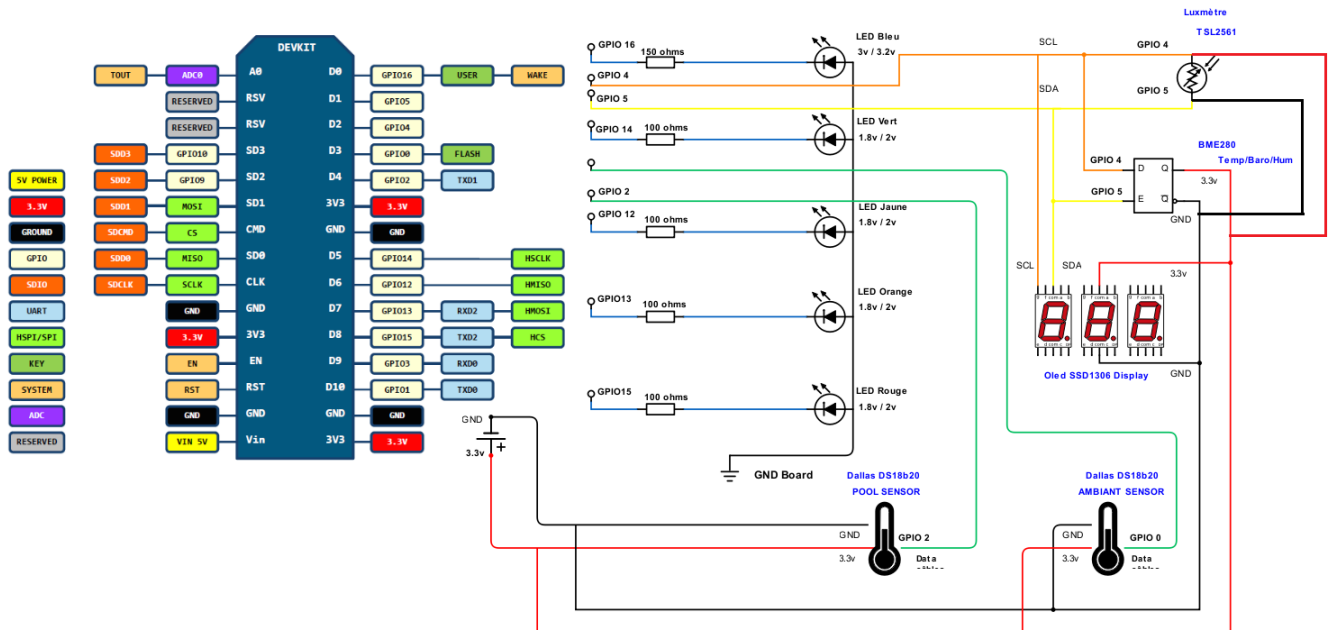 DEVKIT
TOUT ADC0 A0 D0 GPIO16 USER WAKE
RESERVED RSV D1 GPIO5
RESERVED RSV D2 GPIO4
SDD3 GPIO10 SD3 D3 GPIO0 FLASH
5V POWER SDD2 GPIO9 SD2 D4 GPIO2 TXD1
3.3V SDD1 MOSI SD1 3V3 3.3V
GROUND SDCMD CS CMD GND GND
GPIO SDD0 MISO SD0 D5 GPIO14 HSCLK
SDIO SDCLK SCLK CLK D6 GPIO12 HMISO
UART GND GND D7 GPIO13 RXD2 HMOSI
HSPI/SPI 3.3V 3V3 D8 GPIO15 TXD2 HCS
KEY EN EN D9 GPIO3 RXD0
SYSTEM RST RST D10 GPIO1 TXD0
ADC GND GND GND GND
RESERVED VIN 5V Vin 3V3 3.3V
GND
3.3v
+
GPIO 16
150 ohms
LED Bleu
3v / 3.2v
GPIO 4
GPIO 5
GPIO 14
100 ohms
LED Vert
1.8v / 2v
GPIO 2
GPIO 12
100 ohms
LED Jaune
1.8v / 2v
GPIO13
100 ohms
LED Orange
1.8v / 2v
GPIO15
100 ohms
LED Rouge
1.8v / 2v
GND Board
Luxmètre
TSL2561
SCL
GPIO 4
SDA
GPIO 5
BME280
Temp/Baro/Hum
GPIO 4
D Q
3.3v
GPIO 5
E Q
GND
SCL SDA
3.3v
g f com a b
g f com a b
g f com a b
e d com c
e d com c
e d com c
GND
Oled SSD1306 Display
Dallas DS18b20
POOL SENSOR
GND
GPIO 2
3.3v
Data
Dallas DS18b20
AMBIANT SENSOR
GND
GPIO 0
3.3v
Data